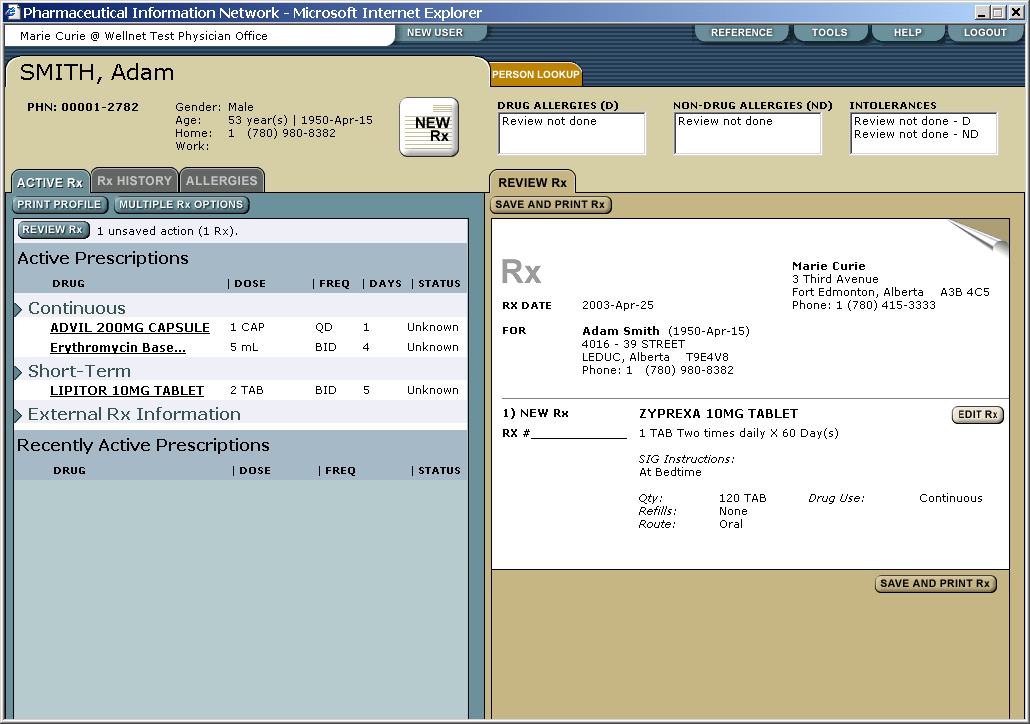 Pharmaceutical Information Network - Microsoft Internet Explorer
Marie Curie @ Wellnet Test Physician Office
NEW USER
REFERENCE
TOOLS
HELP
LOGOUT
SMITH, Adam
PERSON LOOKUP
PHN: 00001-2782
Gender: Male
Age: 53 year(s) | 1950-Apr-15
Home: 1 (780) 980-8382
Work:
NEW Rx
DRUG ALLERGIES (D)
Review not done
NON-DRUG ALLERGIES (ND)
Review not done
INTOLERANCES
Review not done - D
Review not done - ND
ACTIVE Rx
Rx HISTORY
ALLERGIES
PRINT PROFILE
MULTIPLE Rx OPTIONS
REVIEW Rx
1 unsaved action (1 Rx).
Active Prescriptions
DRUG | DOSE | FREQ | DAYS | STATUS
Continuous
ADVIL 200MG CAPSULE 1 CAP QD 1 Unknown
Erythromycin Base... 5 mL BID 4 Unknown
Short-Term
LIPITOR 10MG TABLET 2 TAB BID 5 Unknown
External Rx Information
Recently Active Prescriptions
DRUG | DOSE | FREQ | STATUS
REVIEW Rx
SAVE AND PRINT Rx
Rx
Marie Curie
3 Third Avenue
Fort Edmonton, Alberta A3B 4C5
Phone: 1 (780) 415-3333
RX DATE 2003-Apr-25
FOR Adam Smith (1950-Apr-15)
4016 - 39 STREET
LEDUC, Alberta T9E4V8
Phone: 1 (780) 980-8382
1) NEW Rx ZYPREXA 10MG TABLET
EDIT Rx
RX #______________ 1 TAB Two times daily X 60 Day(s)
SIG Instructions:
At Bedtime
Qty: 120 TAB Drug Use: Continuous
Refills: None
Route: Oral
SAVE AND PRINT Rx